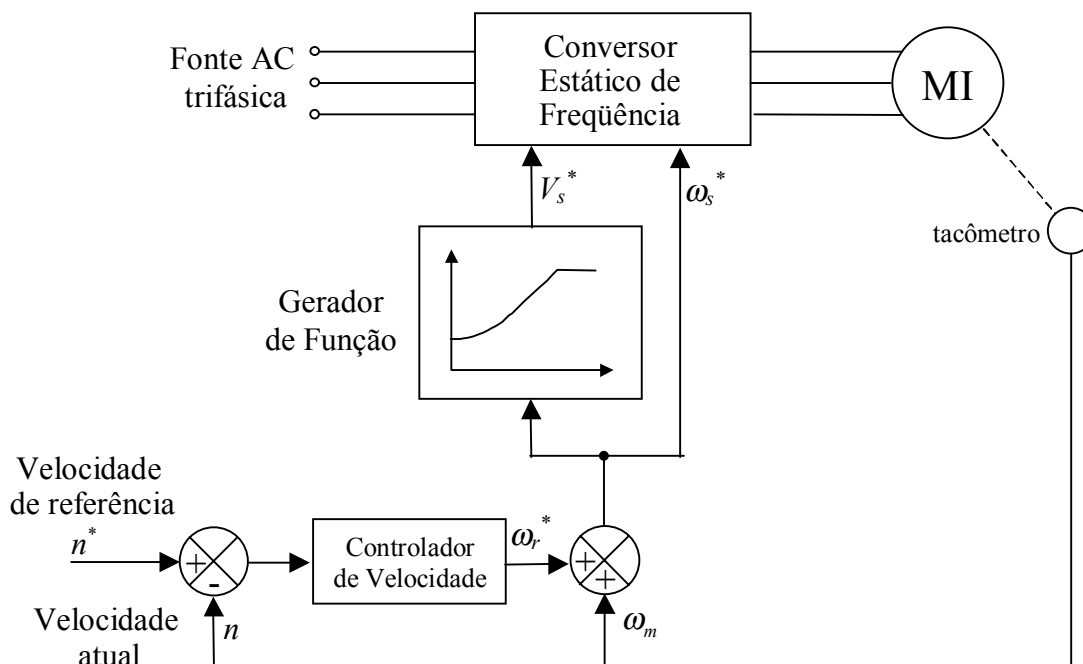 Fonte AC
trifásica
Conversor
Estático de
Freqüência
MI
V_s^*
ω_s^*
tacômetro
Gerador
de Função
Velocidade
de referência
n^*
+
-
Controlador
de Velocidade
ω_r^*
+
+
Velocidade
atual
n
ω_m